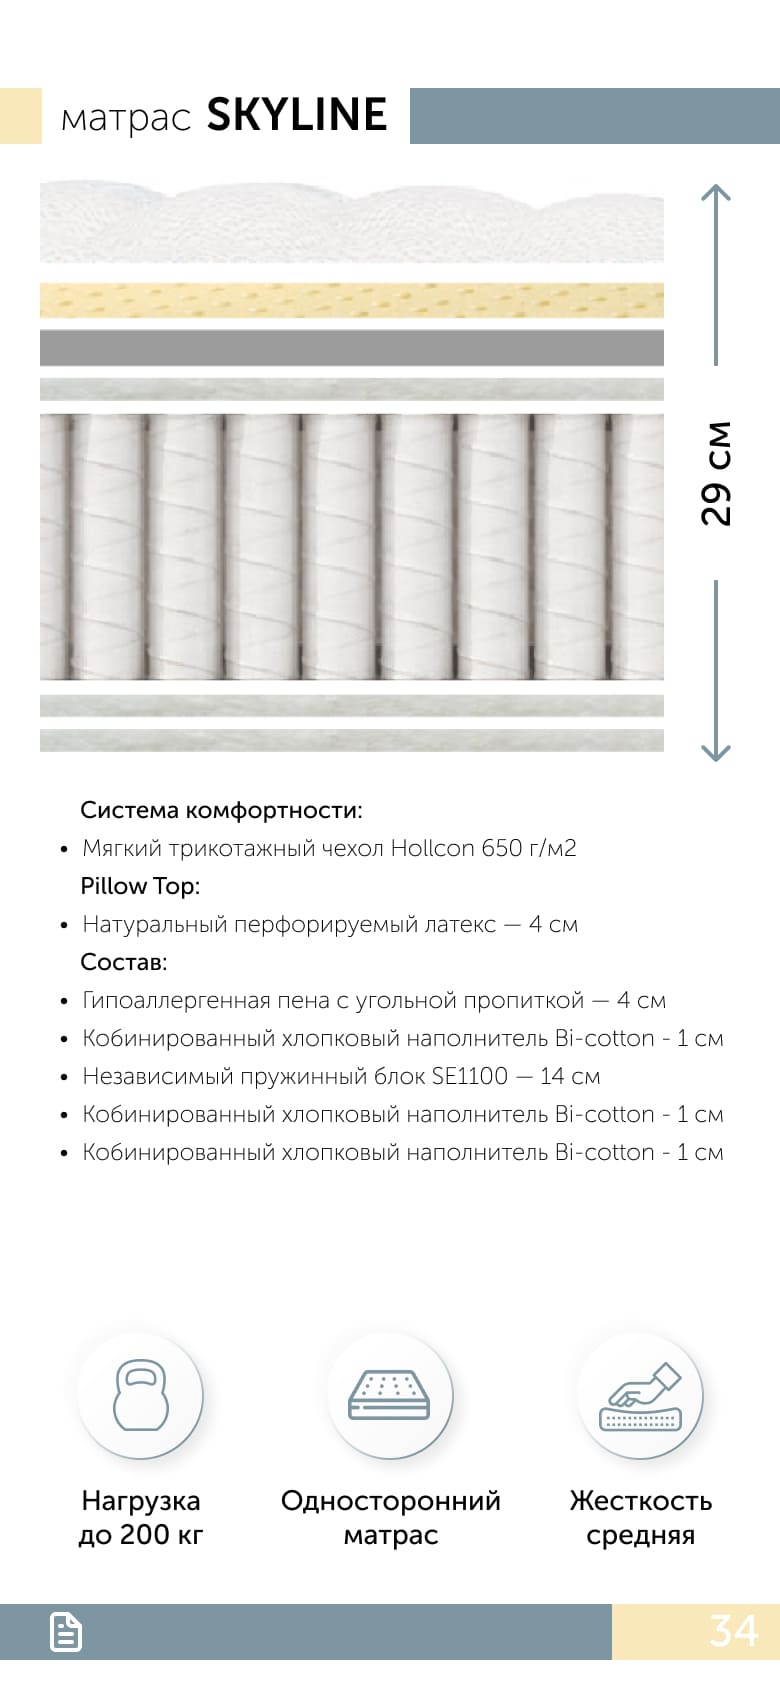 матрас SKYLINE
29 см
Система комфортности:
• Мягкий трикотажный чехол Hollcon 650 г/м2
Pillow Top:
• Натуральный перфорируемый латекс — 4 см
Состав:
• Гипоаллергенная пена с угольной пропиткой — 4 см
• Кобинированный хлопковый наполнитель Bi-cotton - 1 см
• Независимый пружинный блок SE1100 — 14 см
• Кобинированный хлопковый наполнитель Bi-cotton - 1 см
• Кобинированный хлопковый наполнитель Bi-cotton - 1 см
Нагрузка
до 200 кг
Односторонний
матрас
Жесткость
средняя
34